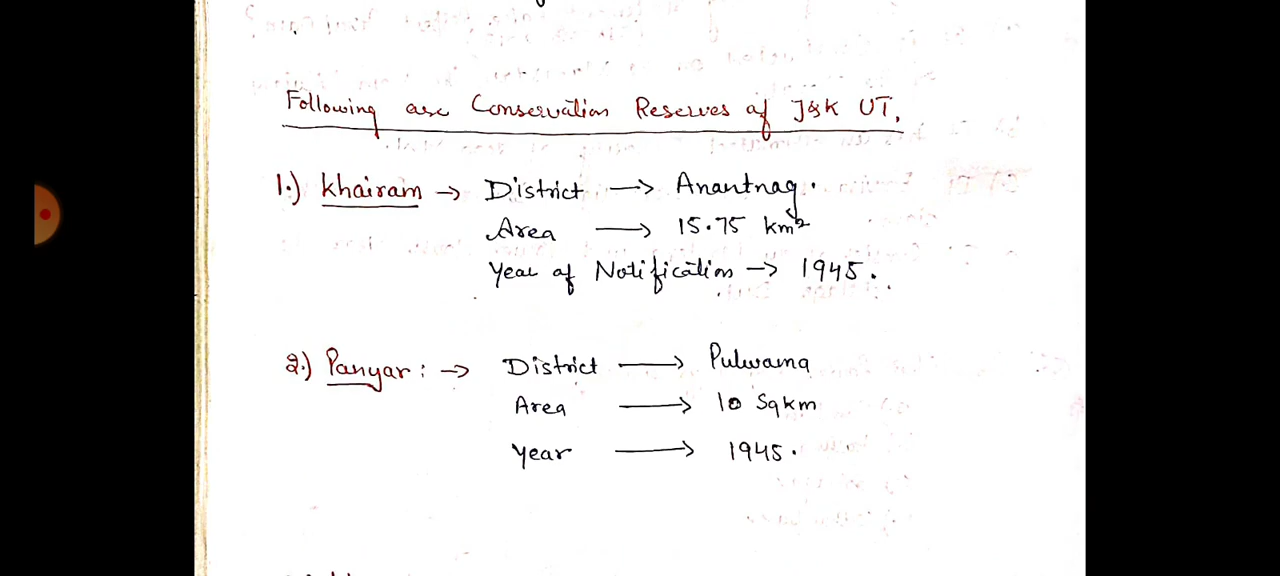 Following are Conservation Reserves of J&K UT.
1.) Khairam → District → Anantnag.
Area → 15.75 km²
Year of Notification → 1945.
2.) Panyar : → District → Pulwama
Area → 10 Sqkm
Year → 1945.